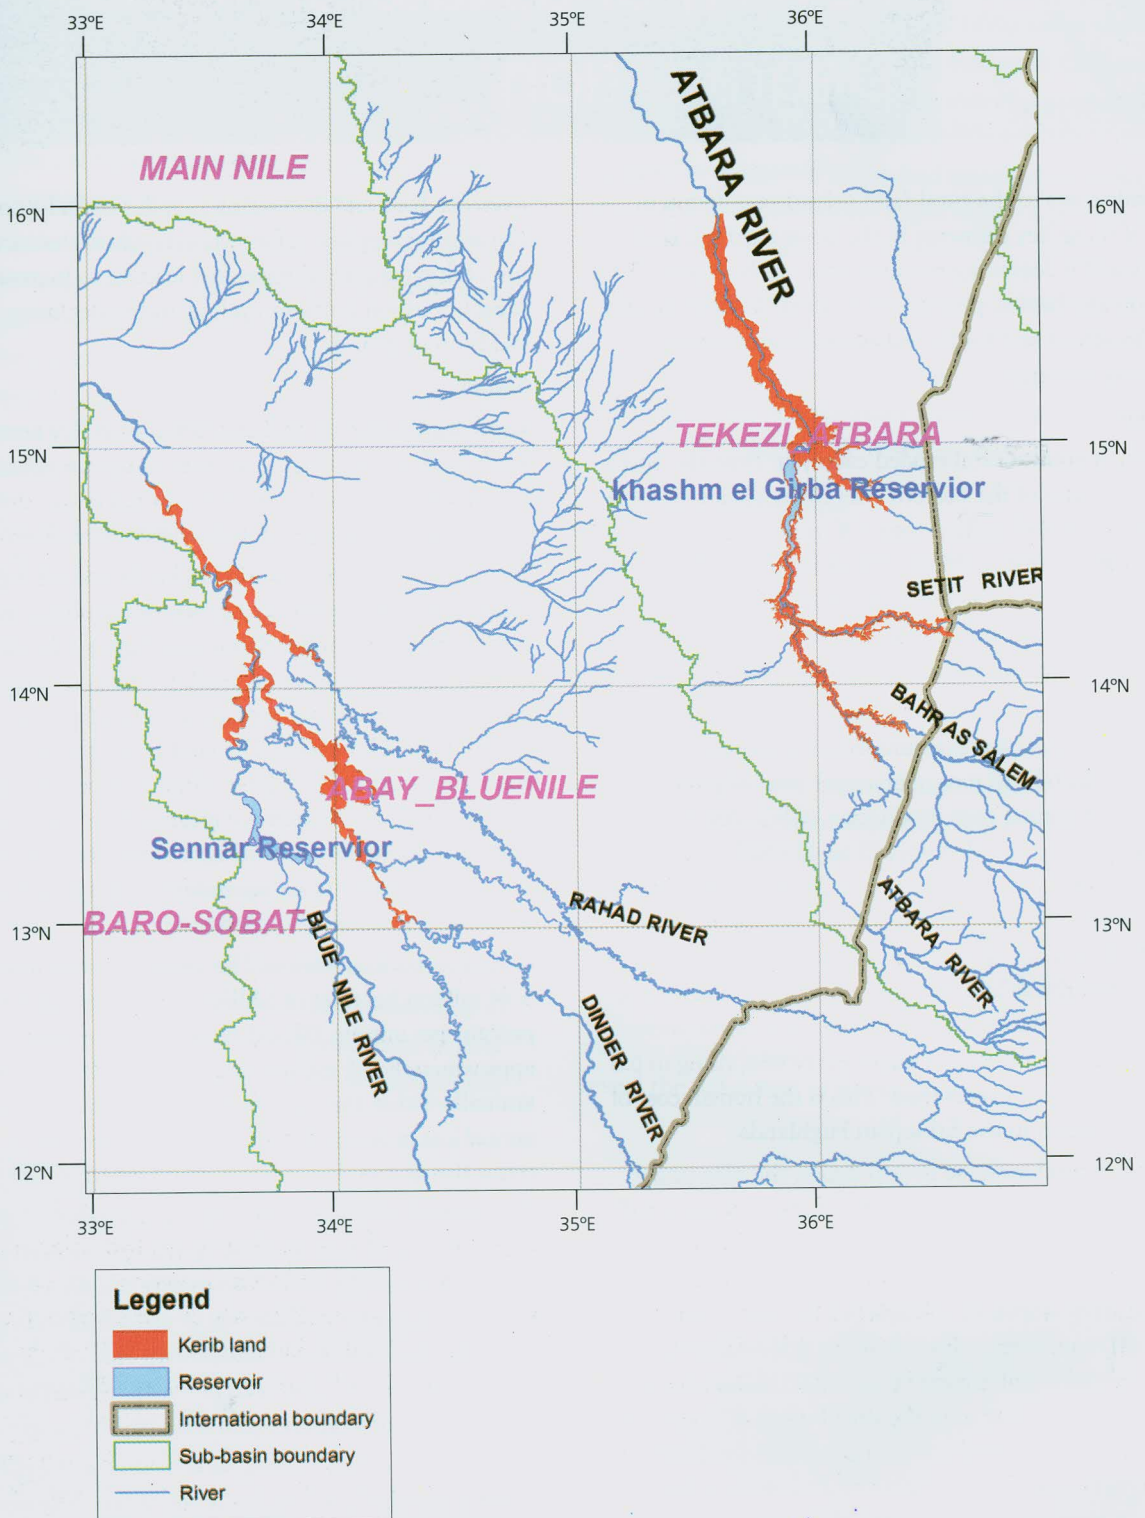 33°E 34°E 35°E 36°E
ATBARA RIVER
MAIN NILE
16°N 16°N
TEKEZI_ATBARA
15°N 15°N
khashm el Girba Reservior
SETIT RIVER
14°N 14°N
BAHR AS SALEM
ABAY_BLUENILE
Sennar Reservior
ATBARA RIVER
RAHAD RIVER
BARO-SOBAT
13°N 13°N
BLUE NILE RIVER
DINDER RIVER
12°N 12°N
33°E 34°E 35°E 36°E
Legend
Kerib land
Reservoir
International boundary
Sub-basin boundary
River